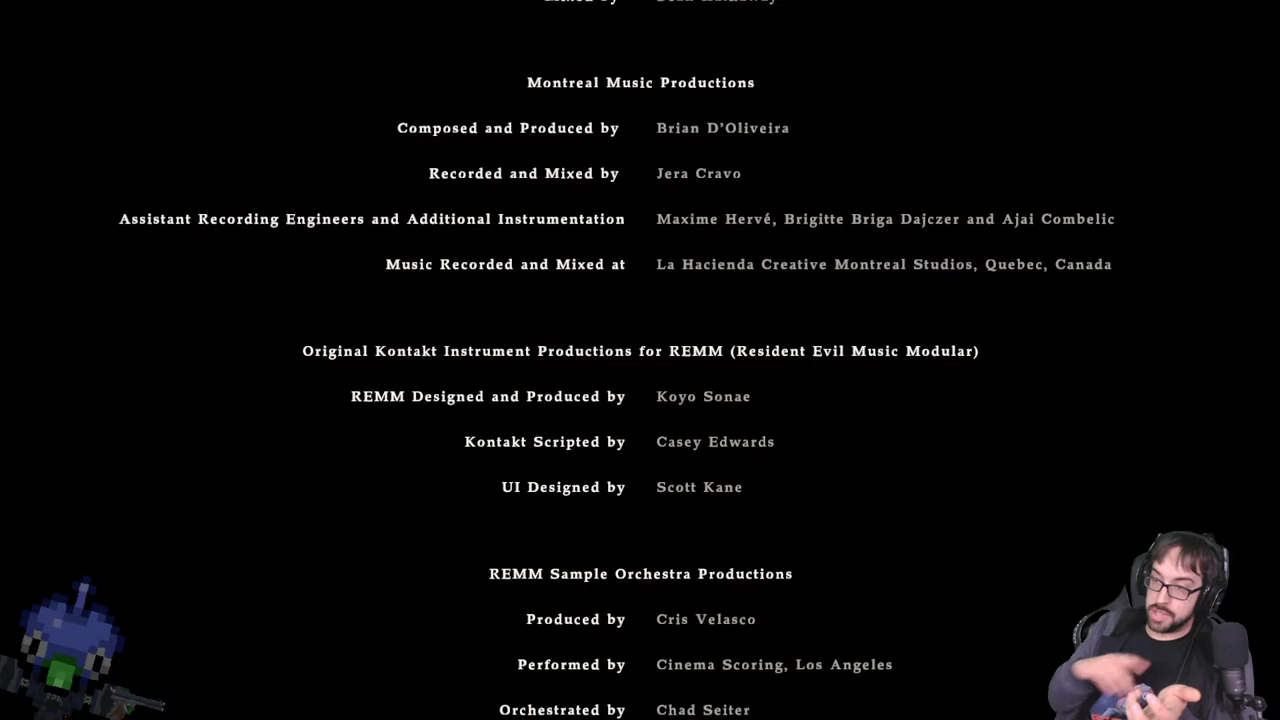 Montreal Music Productions
Composed and Produced by Brian D'Oliveira
Recorded and Mixed by Jera Cravo
Assistant Recording Engineers and Additional Instrumentation Maxime Hervé, Brigitte Briga Dajczer and Ajai Combelic
Music Recorded and Mixed at La Hacienda Creative Montreal Studios, Quebec, Canada
Original Kontakt Instrument Productions for REMM (Resident Evil Music Modular)
REMM Designed and Produced by Koyo Sonae
Kontakt Scripted by Casey Edwards
UI Designed by Scott Kane
REMM Sample Orchestra Productions
Produced by Cris Velasco
Performed by Cinema Scoring, Los Angeles
Orchestrated by Chad Seiter